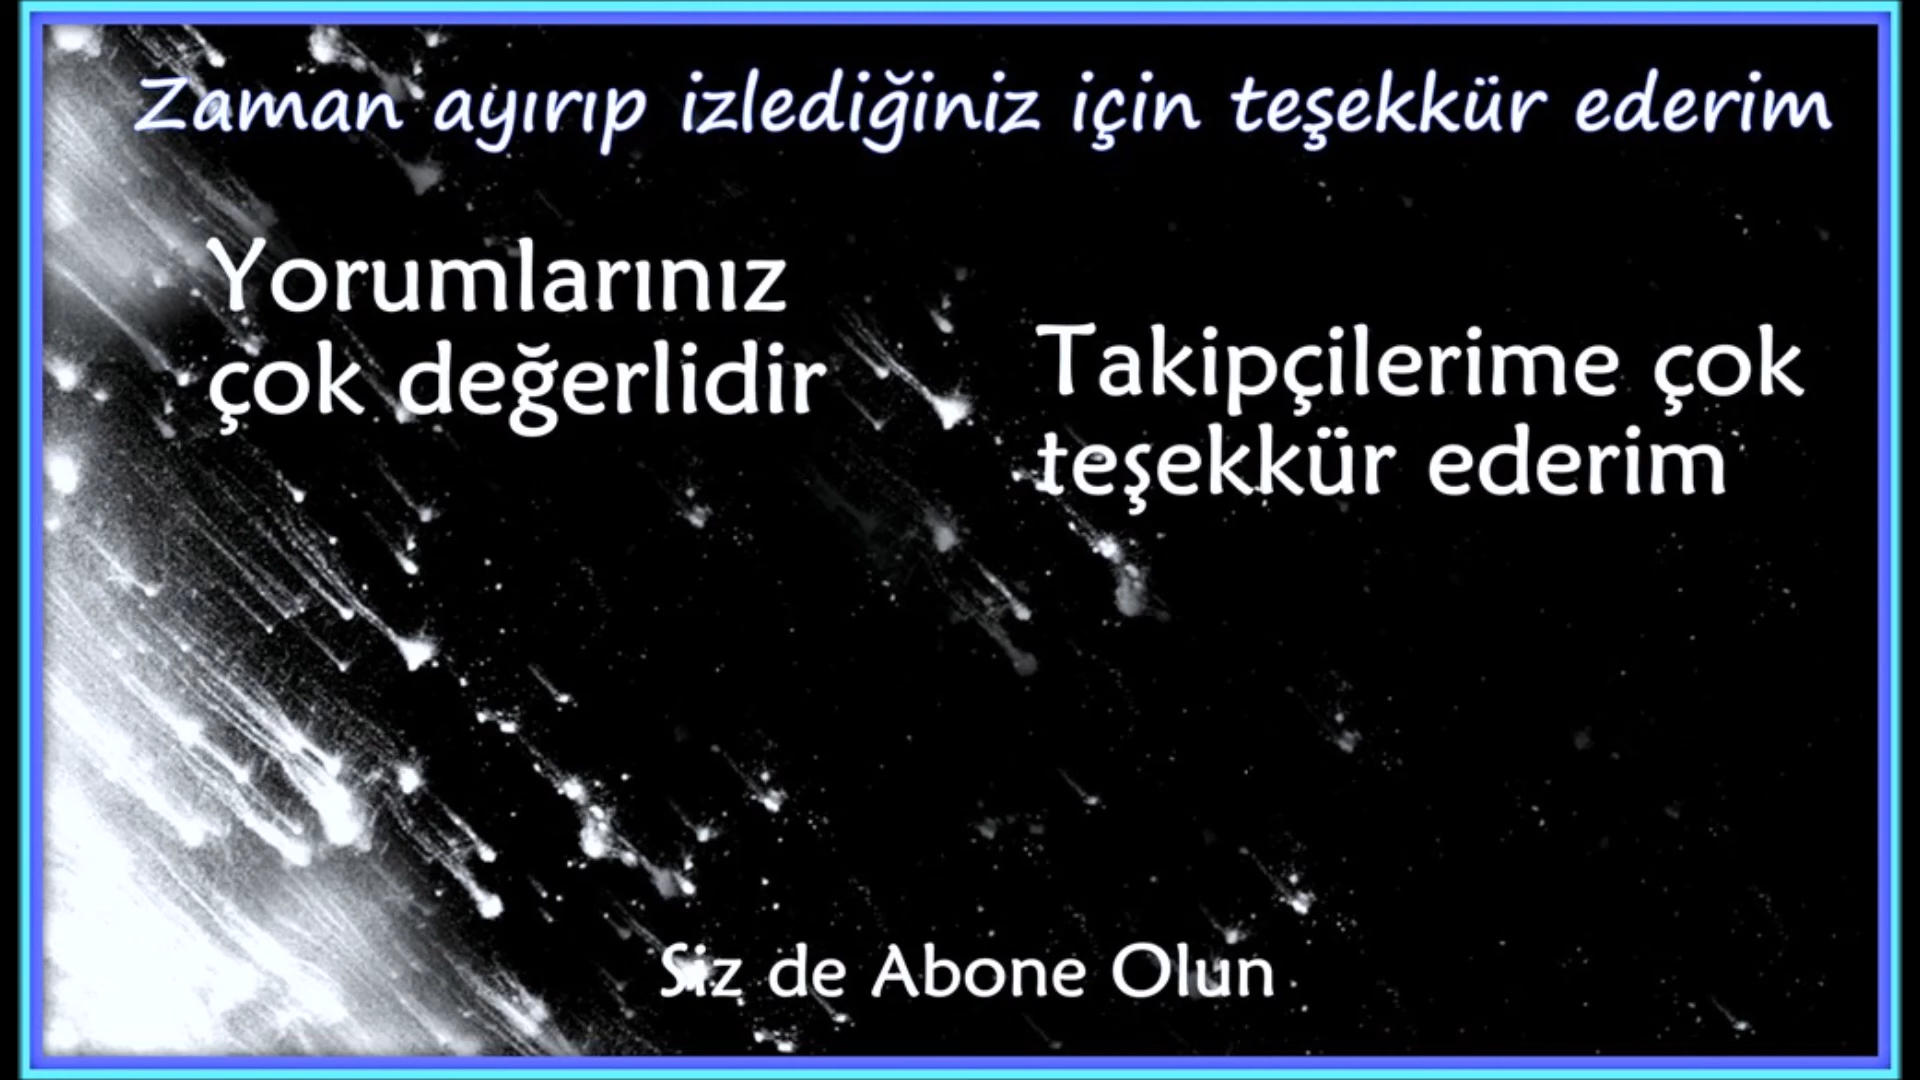 Zaman ayırıp izlediğiniz için teşekkür ederim
Yorumlarınız
çok değerlidir
Takipçilerime çok
teşekkür ederim
Siz de Abone Olun